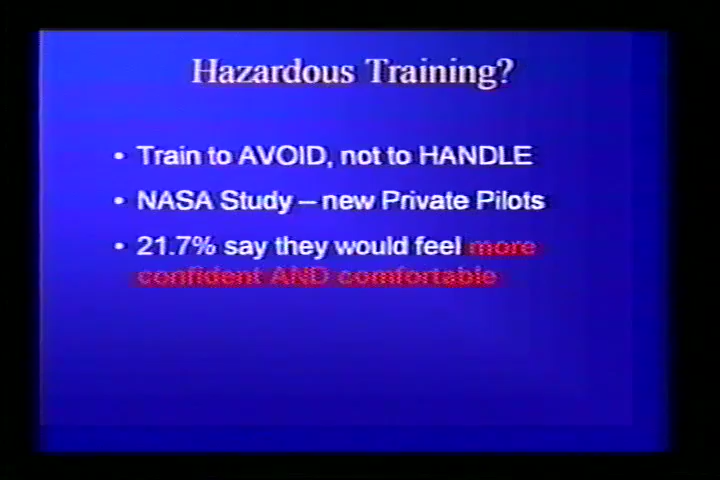 Hazardous Training?
• Train to AVOID, not to HANDLE
• NASA Study – new Private Pilots
• 21.7% say they would feel more
confident AND comfortable